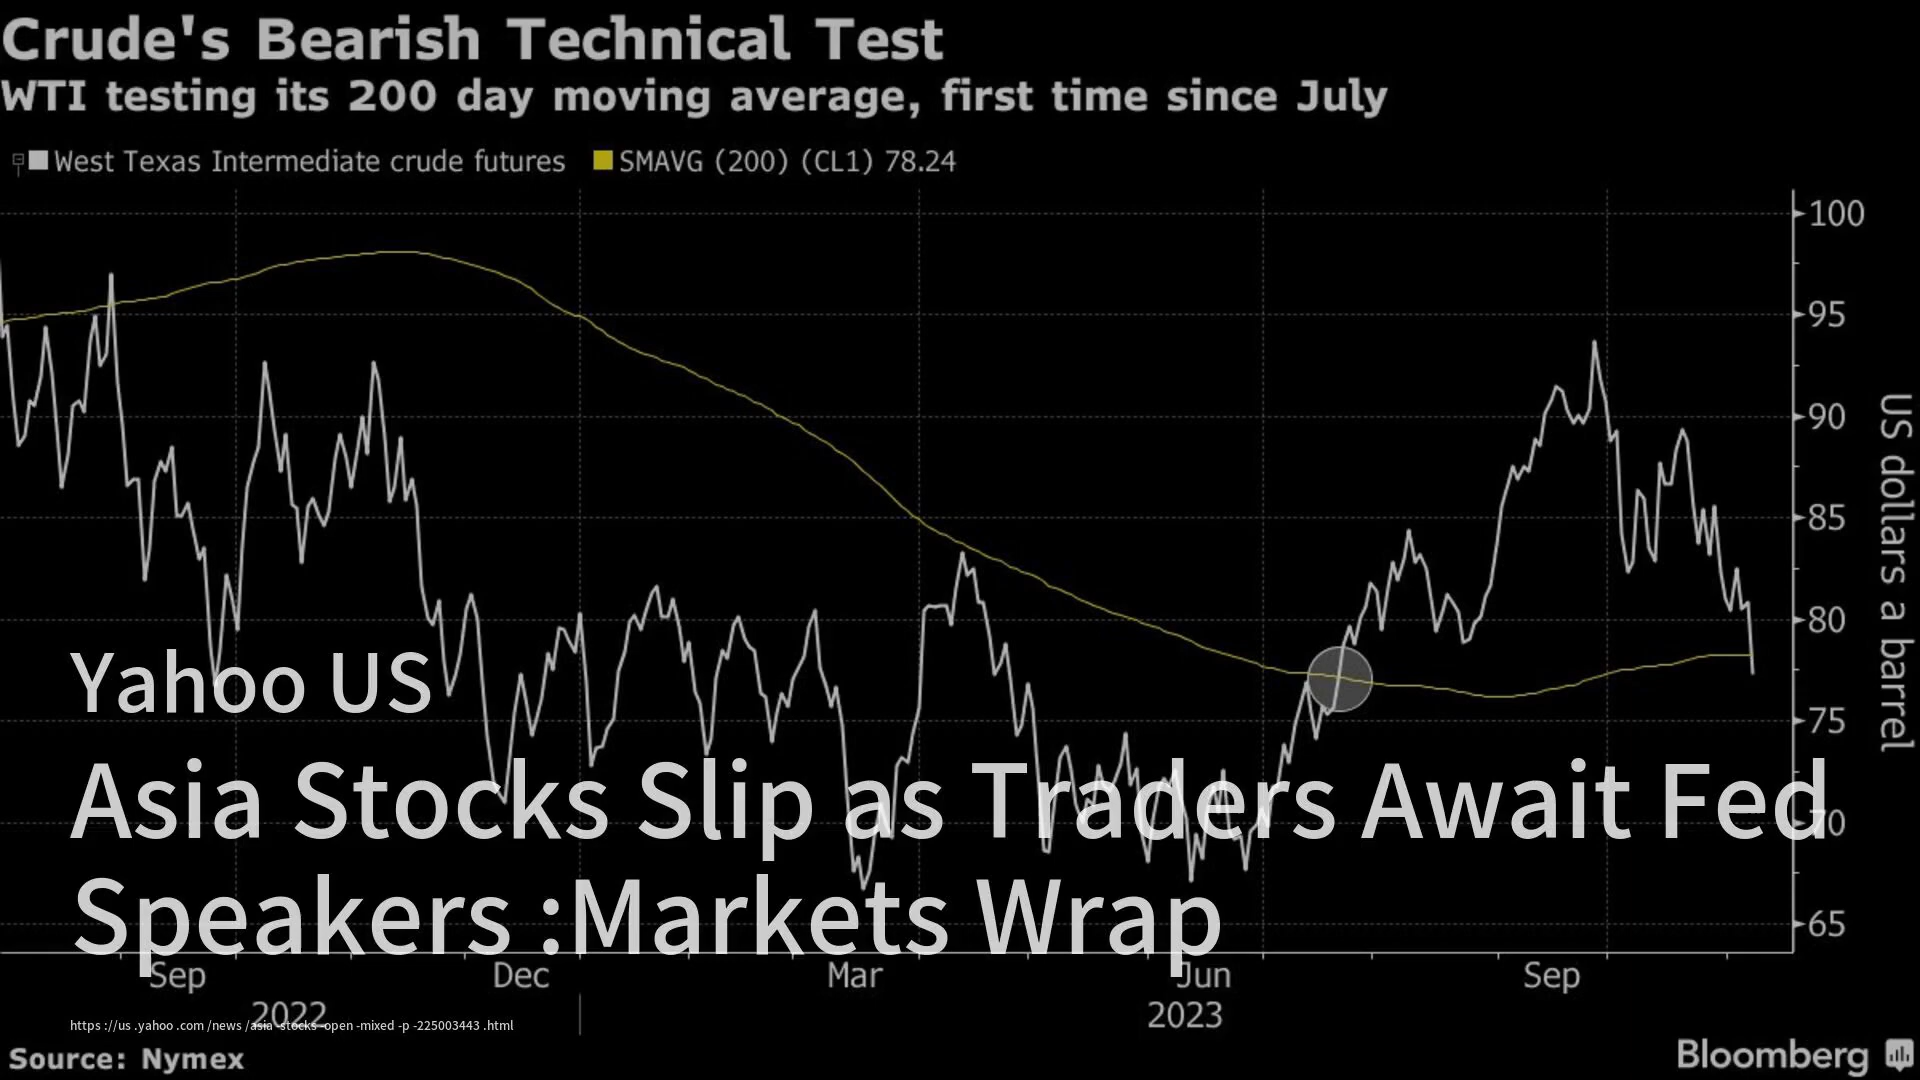 Crude's Bearish Technical Test
WTI testing its 200 day moving average, first time since July
West Texas Intermediate crude futures SMAVG (200) (CL1) 78.24
100
95
90
85
80
75
70
65
US dollars a barrel
Yahoo US
Asia Stocks Slip as Traders Await Fed
Speakers :Markets Wrap
Sep Dec Mar Jun Sep
2022 2023
https ://us .yahoo .com /news /asia -stocks -open -mixed -p -225003443 .html
Source: Nymex
Bloomberg